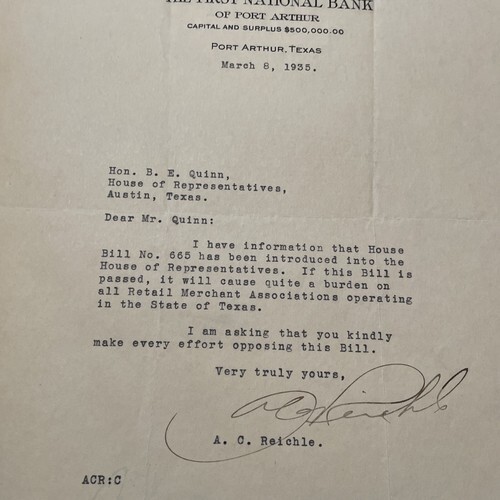 THE FIRST NATIONAL BANK
OF PORT ARTHUR
CAPITAL AND SURPLUS $500,000.00
PORT ARTHUR, TEXAS
March 8, 1935.
Hon. B. E. Quinn,
House of Representatives,
Austin, Texas.
Dear Mr. Quinn:
I have information that House
Bill No. 665 has been introduced into the
House of Representatives. If this Bill is
passed, it will cause quite a burden on
all Retail Merchant Associations operating
in the State of Texas.
I am asking that you kindly
make every effort opposing this Bill.
Very truly yours,
A C Reichle
A. C. Reichle.
ACR:C